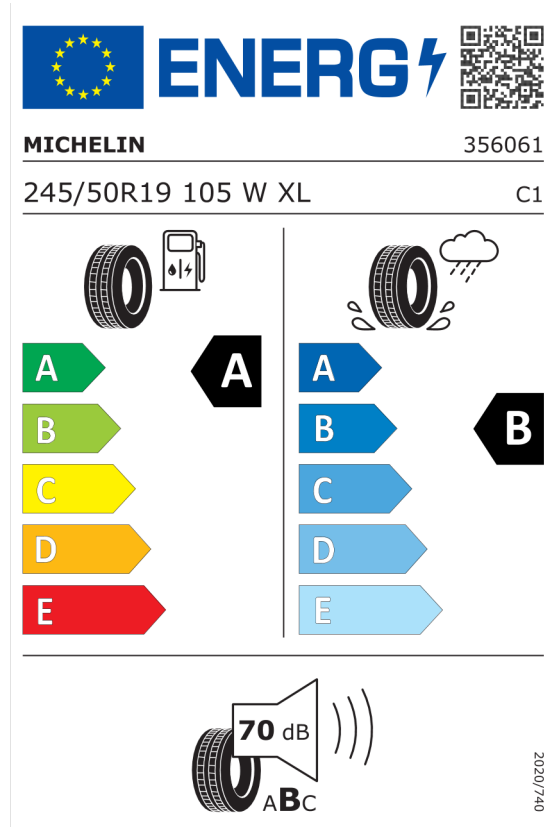 ENERG
MICHELIN 356061
245/50R19 105 W XL C1
A A A
B B B
C C
D D
E E
70 dB
ABC
2020/740